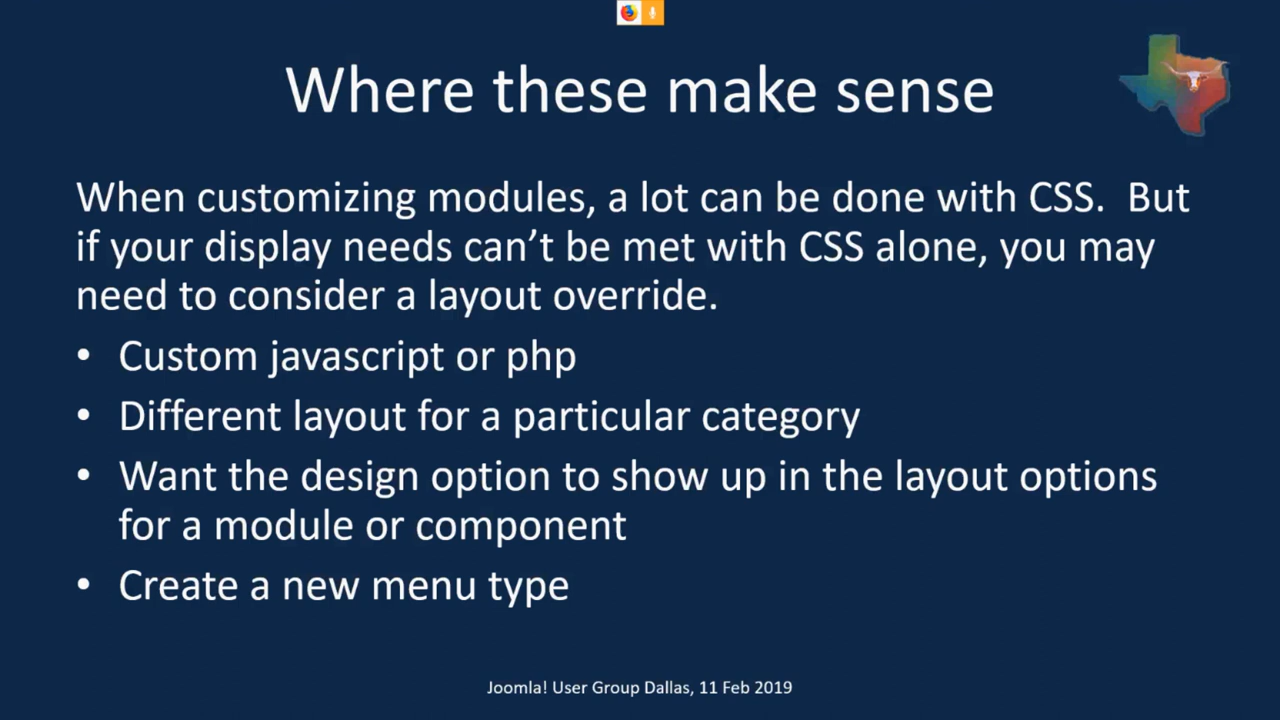 Where these make sense
When customizing modules, a lot can be done with CSS.  But
if your display needs can’t be met with CSS alone, you may
need to consider a layout override.
• Custom javascript or php
• Different layout for a particular category
• Want the design option to show up in the layout options
for a module or component
• Create a new menu type
Joomla! User Group Dallas, 11 Feb 2019